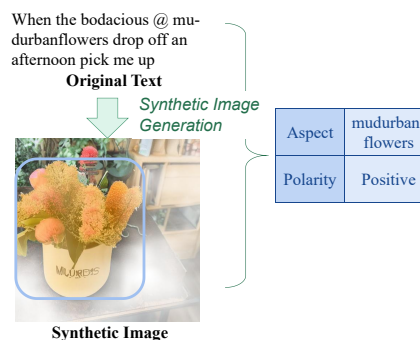 When the bodacious @ mu-
durbanflowers drop off an
afternoon pick me up
Original Text
Synthetic Image
Generation
Aspect
mudurban
flowers
Polarity
Positive
Synthetic Image